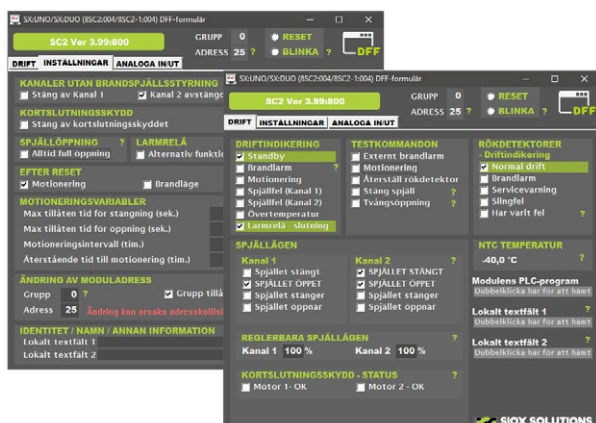 SX:UNO/SX:DUO (8SC2:004/8SC2-1:004) DFF-formulär
SC2 Ver 3.99:800
GRUPP 0
ADRESS 25 ?
RESET
BLINKA ?
DFF
DRIFT INSTÄLLNINGAR ANALOGA IN/UT
KANALER UTAN BRANDSPJÄLLSSTYRNING
Stäng av Kanal 1
Kanal 2 avstängd
KORTSLUTNINGSSKYDD
Stäng av kortslutningsskyddet
SPJÄLLÖPPNING ?
Alltid full öppning
LARMRELÄ
Alternativ funktio
EFTER RESET
Motionering
Brandläge
MOTIONERINGSVARIABLER
Max tillåten tid för stängning (sek.)
Max tillåten tid för öppning (sek.)
Motioneringsintervall (tim.)
Återstående tid till motionering (tim.)
ÄNDRING AV MODULADRESS
Grupp 0 ?
Grupp tillå
Adress 25
Ändring kan orsaka adresskollisi
IDENTITET / NAMN / ANNAN INFORMATION
Lokalt textfält 1
Lokalt textfält 2
SX:UNO/SX:DUO (8SC2:004/8SC2-1:004) DFF-formulär
SC2 Ver 3.99:800
GRUPP 0
ADRESS 25 ?
RESET
BLINKA ?
DFF
DRIFT INSTÄLLNINGAR ANALOGA IN/UT
DRIFTINDIKERING
Standby
Brandlarm ?
Motionering
Spjällfel (Kanal 1)
Spjällfel (Kanal 2)
Övertemperatur
Larmrelä - slutning
TESTKOMMANDON
Externt brandlarm
Motionering
Återställ rökdetektor
Stäng spjäll ?
Tvångsöppning ?
RÖKDETEKTORER
- Driftindikering
Normal drift
Brandlarm
Servicevarning
Slingfel
Har varit fel ?
SPJÄLLÄGEN
Kanal 1
Spjället stängt
SPJÄLLET ÖPPET
Spjället stänger
Spjället öppnar
Kanal 2
SPJÄLLET STÄNGT
SPJÄLLET ÖPPET
Spjället stänger
Spjället öppnar
NTC TEMPERATUR
-40,0 °C ?
Modulens PLC-program
Dubbelklicka här för att hämt
Lokalt textfält 1 ?
Dubbelklicka här för att hämt
Lokalt textfält 2 ?
Dubbelklicka här för att hämt
REGLERBARA SPJÄLLÄGEN ?
Kanal 1 100 %
Kanal 2 100 %
KORTSLUTNINGSSKYDD - STATUS ?
Motor 1- OK
Motor 2 - OK
SIOX SOLUTIONS